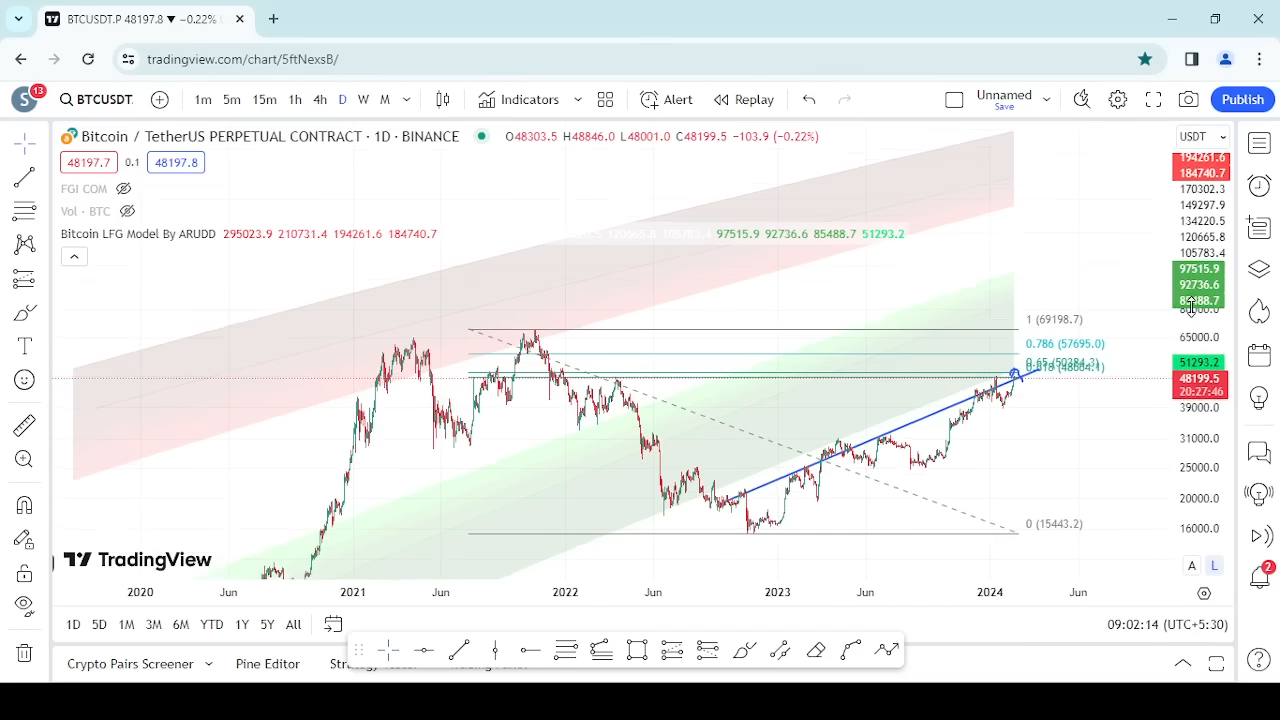 BTCUSDT.P 48197.8 ▼ −0.22%
tradingview.com/chart/5ftNexsB/
S 13
BTCUSDT.
1m 5m 15m 1h 4h D W M Indicators Alert Replay Unnamed Save Publish
Bitcoin / TetherUS PERPETUAL CONTRACT · 1D · BINANCE O48303.5 H48846.0 L48001.0 C48199.5 −103.9 (−0.22%)
USDT
48197.7 0.1 48197.8
FGI COM
Vol · BTC
Bitcoin LFG Model By ARUDD 295023.9 210731.4 194261.6 184740.7 120665.8 105783.4 97515.9 92736.6 85488.7 51293.2
194261.6
184740.7
170302.3
149297.9
134220.5
120665.8
105783.4
97515.9
92736.6
65000.0
51293.2
48199.5
20:27:46
39000.0
31000.0
25000.0
20000.0
16000.0
1 (69198.7)
0.786 (57695.0)
0 (15443.2)
TradingView
A L
2020 Jun 2021 Jun 2022 Jun 2023 Jun 2024 Jun
1D 5D 1M 3M 6M YTD 1Y 5Y All 09:02:14 (UTC+5:30)
Crypto Pairs Screener Pine Editor
2